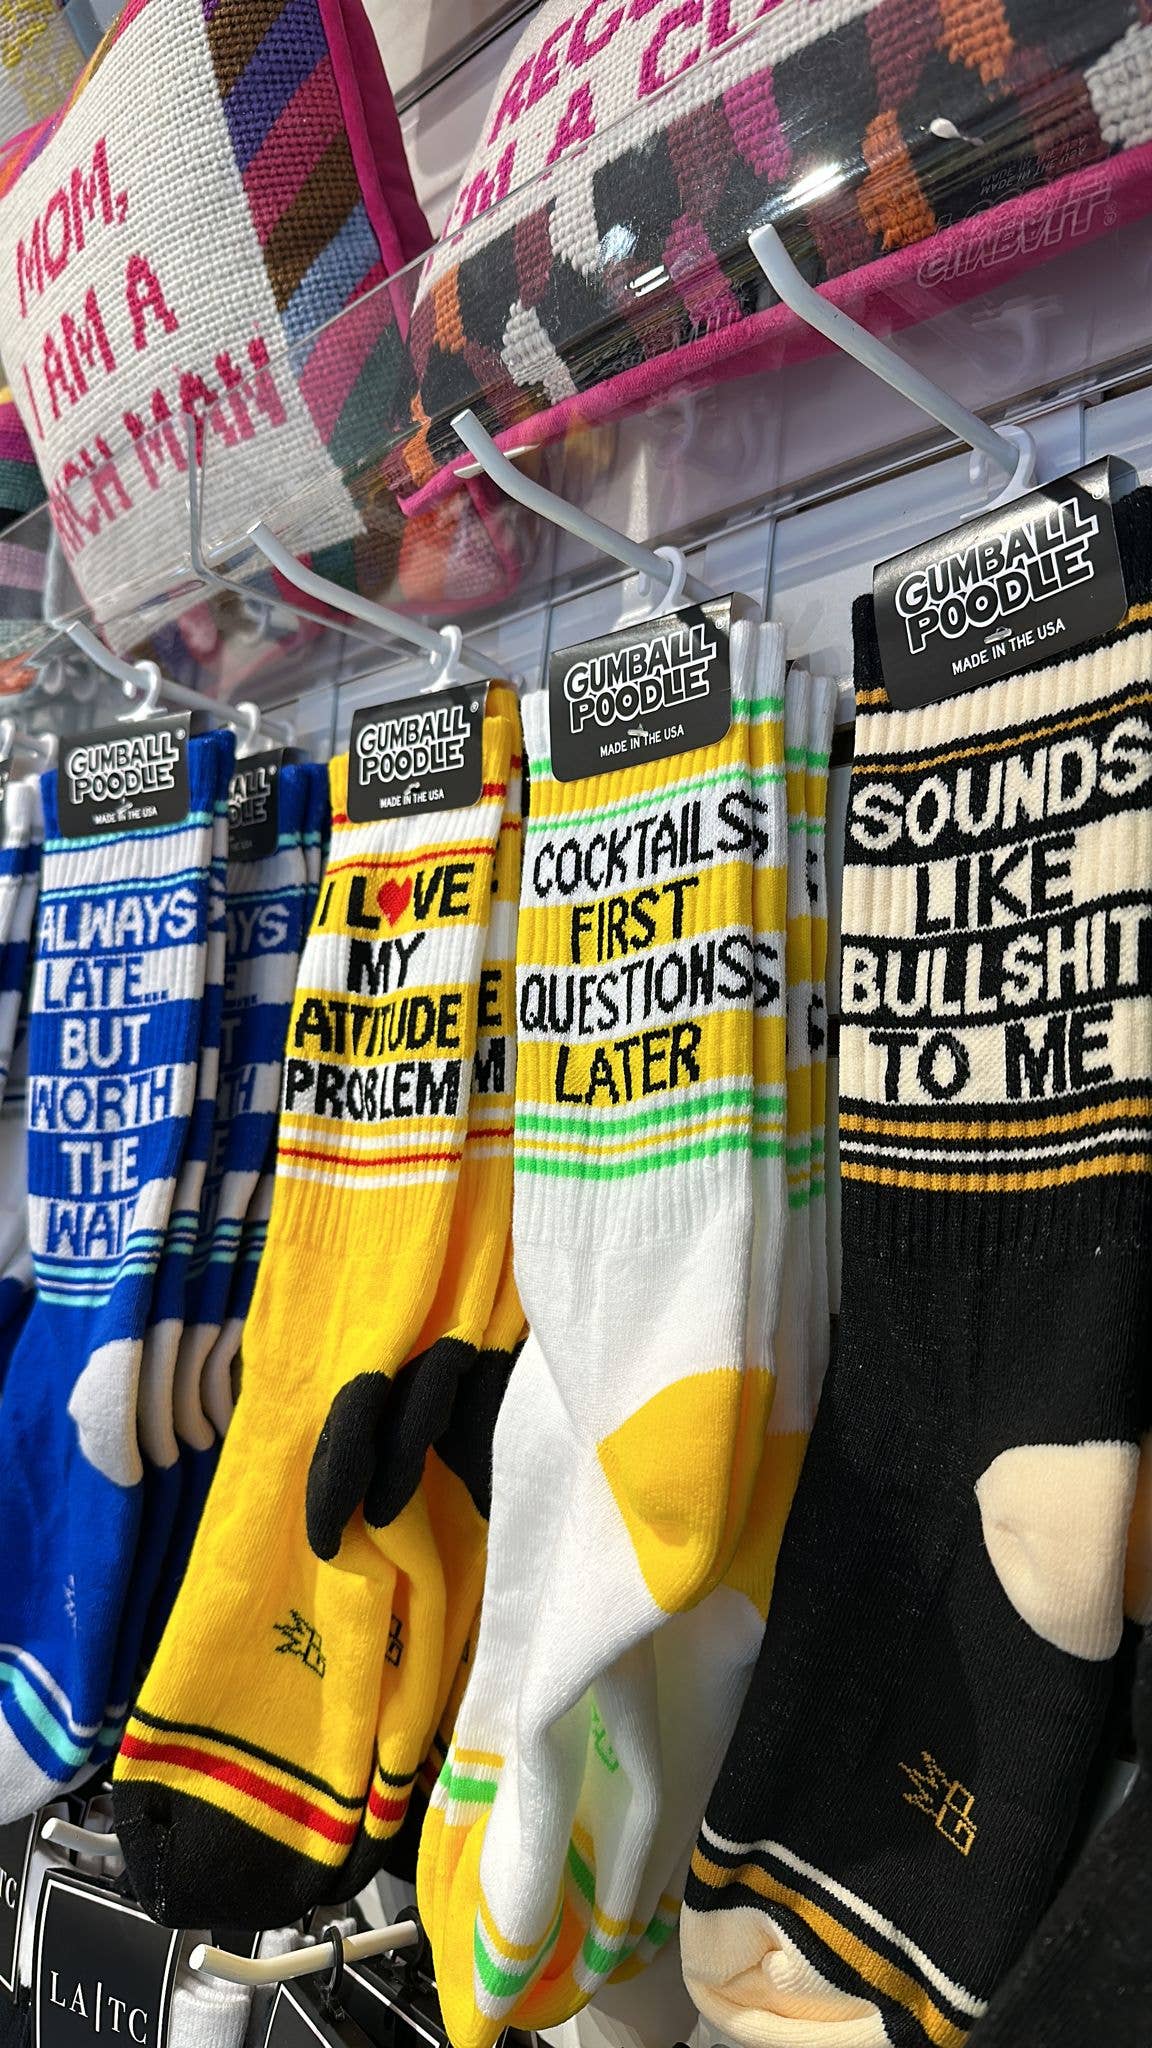 MOM,
I AM A
MAN
GUMBALL
POODLE®
MADE IN THE USA
ALWAYS
LATE...
BUT
WORTH
THE
WAIT
GUMBALL
POODLE®
MADE IN THE USA
I L♥VE
MY
ATTITUDE
PROBLEM
GUMBALL
POODLE®
MADE IN THE USA
COCKTAILS
FIRST
QUESTIONS
LATER
GUMBALL
POODLE®
MADE IN THE USA
SOUNDS
LIKE
BULLSHIT
TO ME
LA|TC